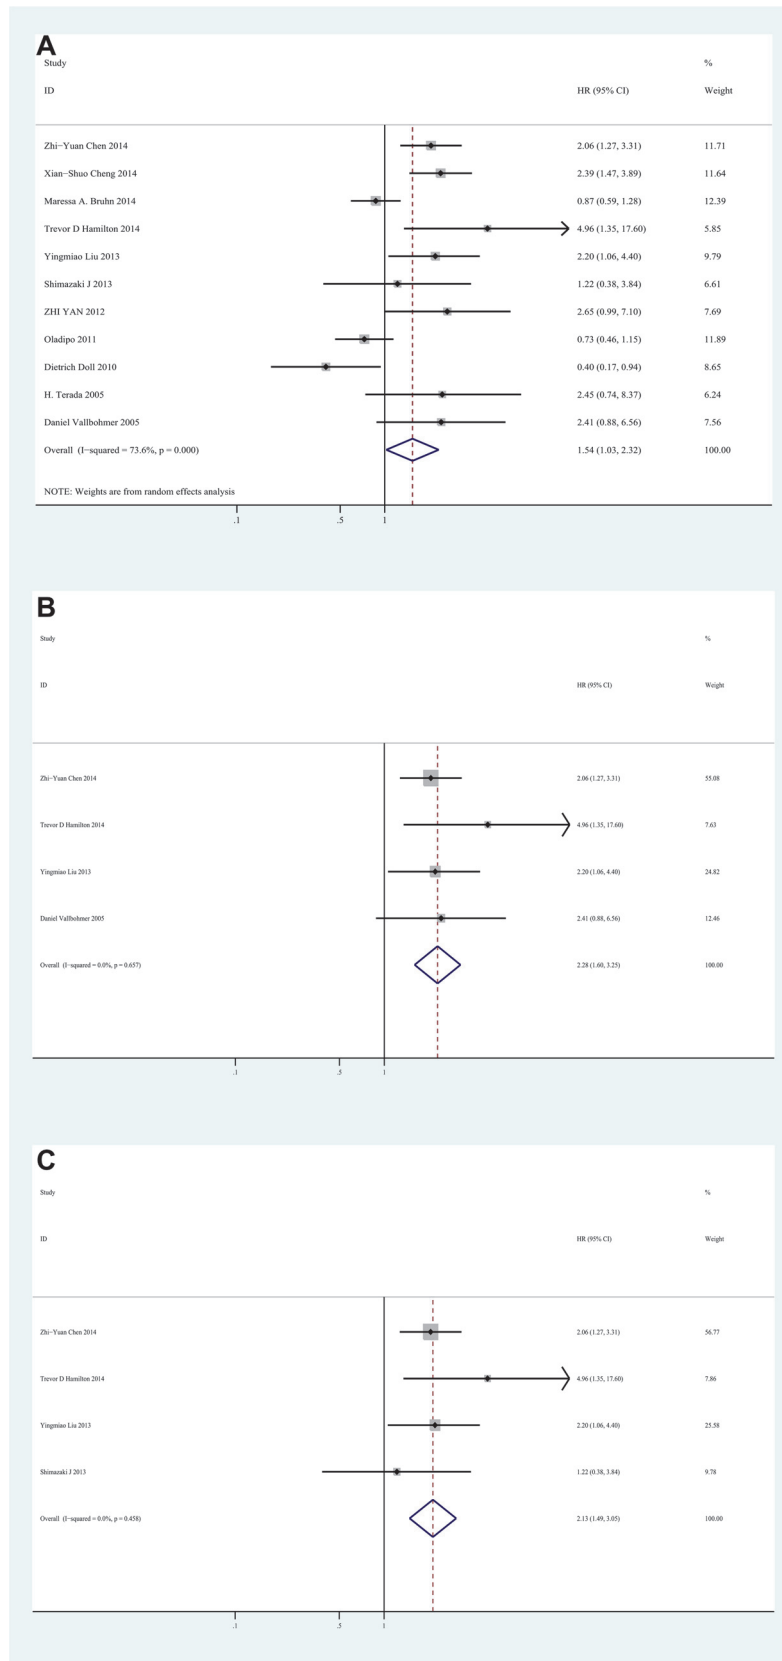 A
Study %
ID HR (95% CI) Weight
Zhi−Yuan Chen 2014 2.06 (1.27, 3.31) 11.71
Xian−Shuo Cheng 2014 2.39 (1.47, 3.89) 11.64
Maressa A. Bruhn 2014 0.87 (0.59, 1.28) 12.39
Trevor D Hamilton 2014 4.96 (1.35, 17.60) 5.85
Yingmiao Liu 2013 2.20 (1.06, 4.40) 9.79
Shimazaki J 2013 1.22 (0.38, 3.84) 6.61
ZHI YAN 2012 2.65 (0.99, 7.10) 7.69
Oladipo 2011 0.73 (0.46, 1.15) 11.89
Dietrich Doll 2010 0.40 (0.17, 0.94) 8.65
H. Terada 2005 2.45 (0.74, 8.37) 6.24
Daniel Vallbohmer 2005 2.41 (0.88, 6.56) 7.56
Overall (I−squared = 73.6%, p = 0.000) 1.54 (1.03, 2.32) 100.00
NOTE: Weights are from random effects analysis
.1 .5 1
B
Study %
ID HR (95% CI) Weight
Zhi−Yuan Chen 2014 2.06 (1.27, 3.31) 55.08
Trevor D Hamilton 2014 4.96 (1.35, 17.60) 7.63
Yingmiao Liu 2013 2.20 (1.06, 4.40) 24.82
Daniel Vallbohmer 2005 2.41 (0.88, 6.56) 12.46
Overall (I−squared = 0.0%, p = 0.657) 2.28 (1.60, 3.25) 100.00
.1 .5 1
C
Study %
ID HR (95% CI) Weight
Zhi−Yuan Chen 2014 2.06 (1.27, 3.31) 56.77
Trevor D Hamilton 2014 4.96 (1.35, 17.60) 7.86
Yingmiao Liu 2013 2.20 (1.06, 4.40) 25.58
Shimazaki J 2013 1.22 (0.38, 3.84) 9.78
Overall (I−squared = 0.0%, p = 0.458) 2.13 (1.49, 3.05) 100.00
.1 .5 1